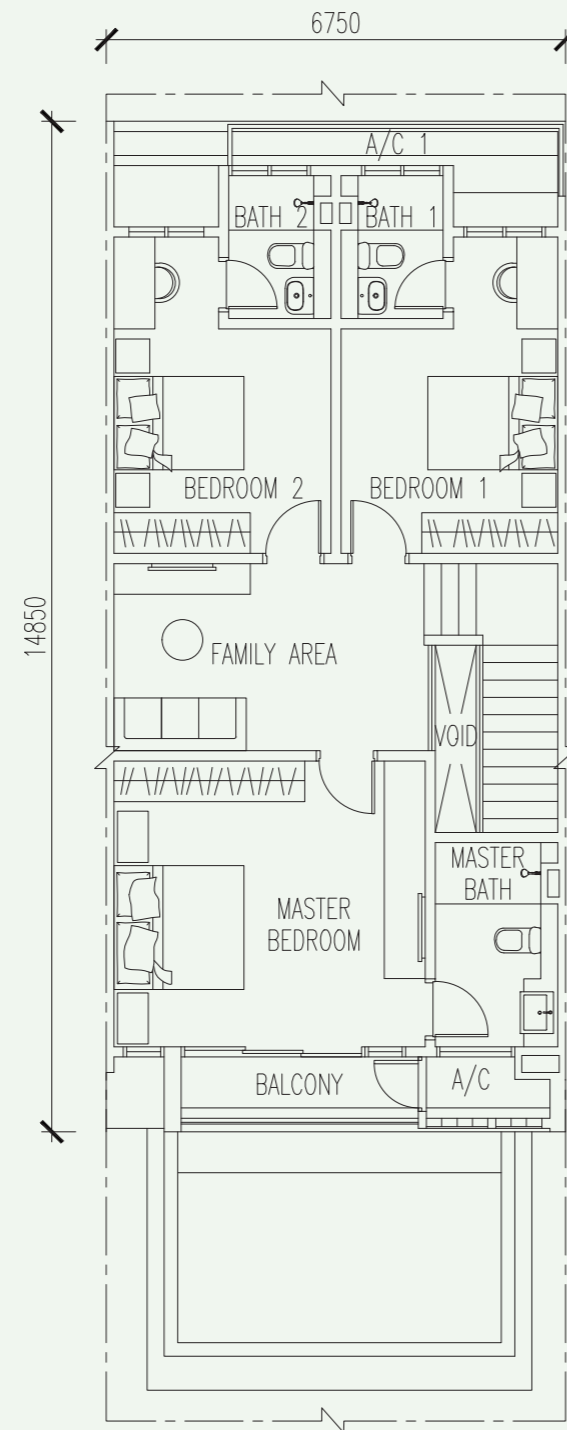 6750
A/C 1
BATH 2
BATH 1
BEDROOM 2
BEDROOM 1
14850
FAMILY AREA
VOID
MASTER
BATH
MASTER
BEDROOM
BALCONY
A/C